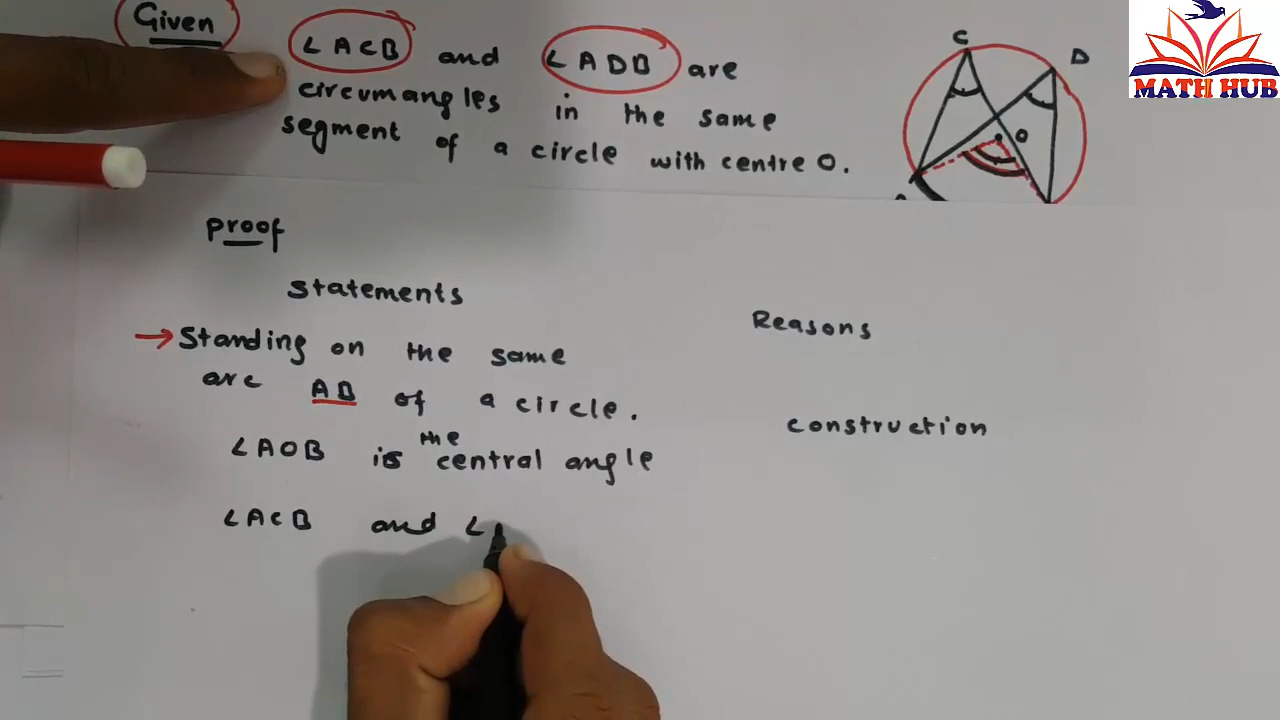 Given
∠ACB and ∠ADB are
circumangles in the same
segment of a circle with centre O.
C
D
O
MATH HUB
Proof
Statements
Reasons
→ Standing on the same
arc AB of a circle.
construction
∠AOB is the central angle
∠ACB and ∠